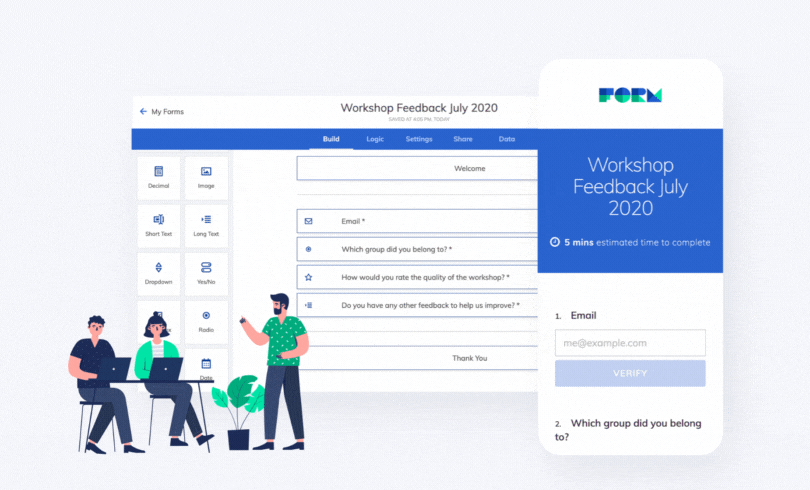 My Forms
Workshop Feedback July 2020
SAVED AT 4:05 PM, TODAY
Build
Logic
Settings
Share
Data
Decimal
Image
Short Text
Long Text
Dropdown
Yes/No
Radio
Date
Welcome
Email *
Which group did you belong to? *
How would you rate the quality of the workshop? *
Do you have any other feedback to help us improve? *
Thank You
FORM
Workshop
Feedback July
2020
5 mins estimated time to complete
1. Email
me@example.com
VERIFY
2. Which group did you belong
to?